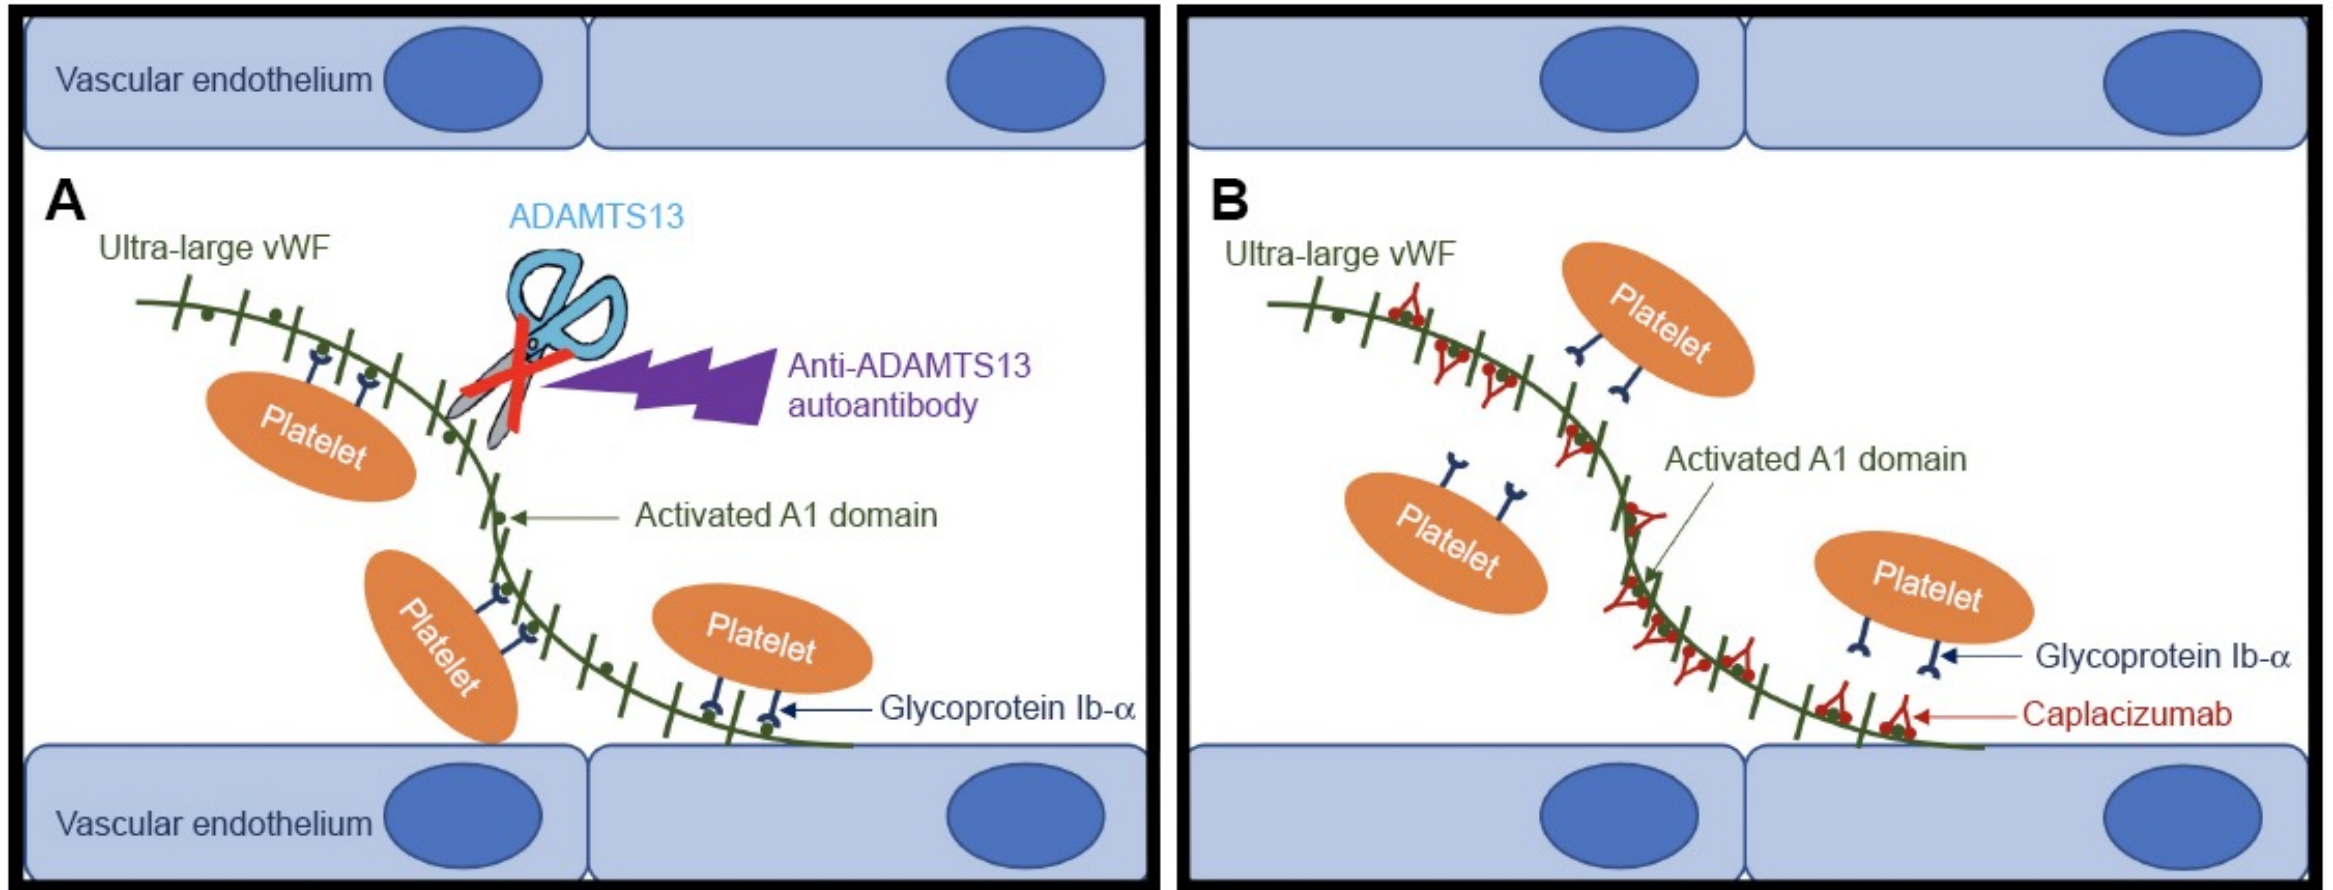 Vascular endothelium
A
ADAMTS13
Ultra-large vWF
Anti-ADAMTS13
autoantibody
Platelet
Activated A1 domain
Platelet
Platelet
Glycoprotein Ib-α
Vascular endothelium
B
Ultra-large vWF
Platelet
Activated A1 domain
Platelet
Platelet
Glycoprotein Ib-α
Caplacizumab